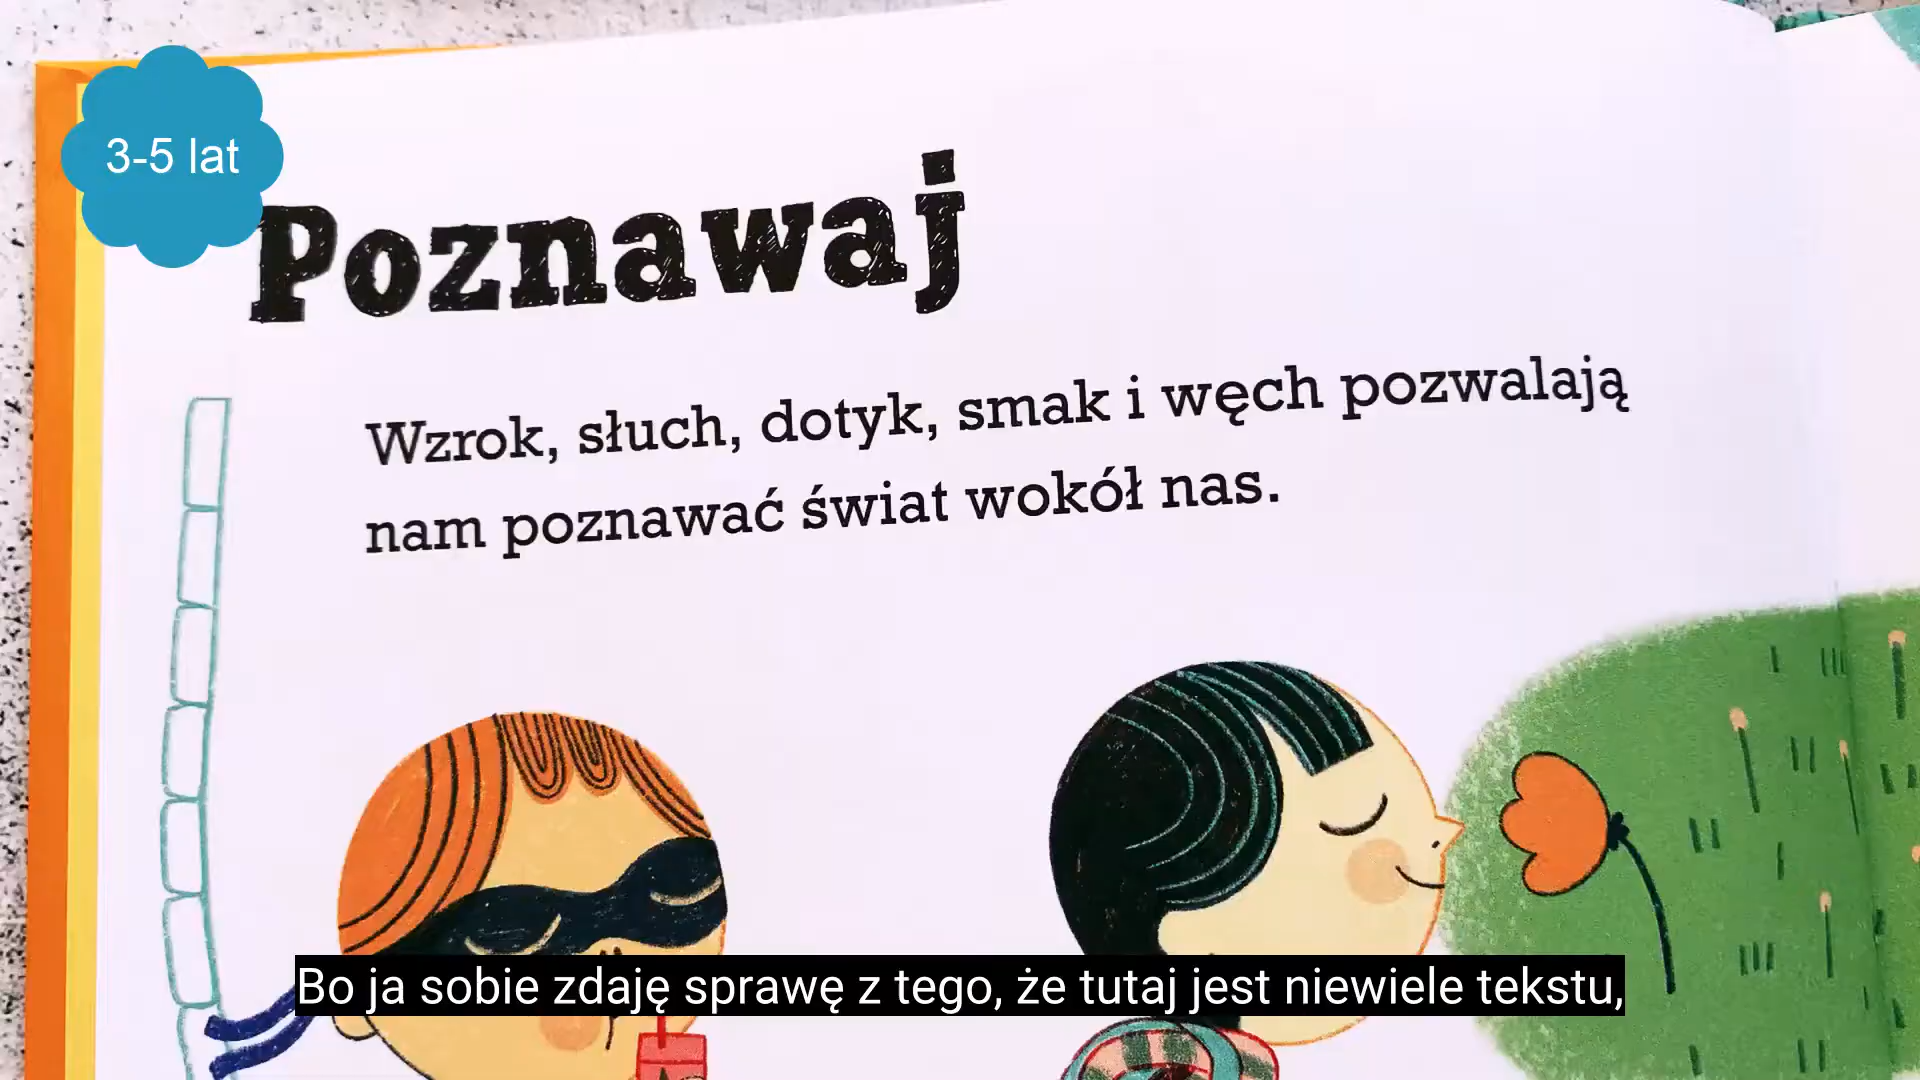 3-5 lat
Poznawaj
Wzrok, słuch, dotyk, smak i węch pozwalają
nam poznawać świat wokół nas.
Bo ja sobie zdaję sprawę z tego, że tutaj jest niewiele tekstu,